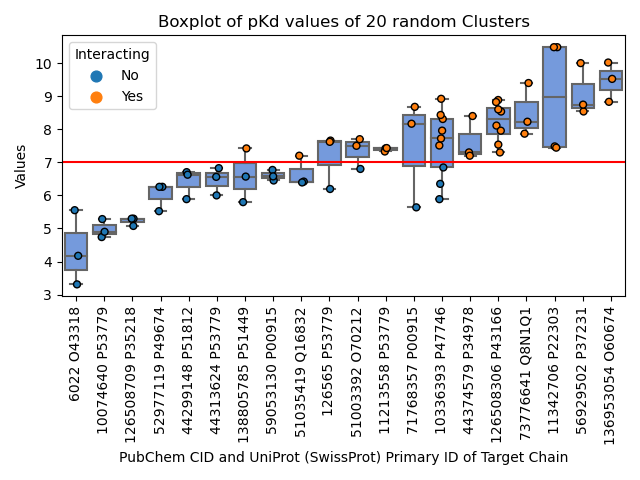 Boxplot of pKd values of 20 random Clusters
Interacting
No
Yes
Values
10
9
8
7
6
5
4
3
6022 O43318
10074640 P53779
126508709 P35218
52977119 P49674
44299148 P51812
44313624 P53779
138805785 P51449
59053130 P00915
51035419 Q16832
126565 P53779
51003392 O70212
11213558 P53779
71768357 P00915
10336393 P47746
44374579 P34978
126508306 P43166
73776641 Q8N1Q1
11342706 P22303
56929502 P37231
136953054 O60674
PubChem CID and UniProt (SwissProt) Primary ID of Target Chain